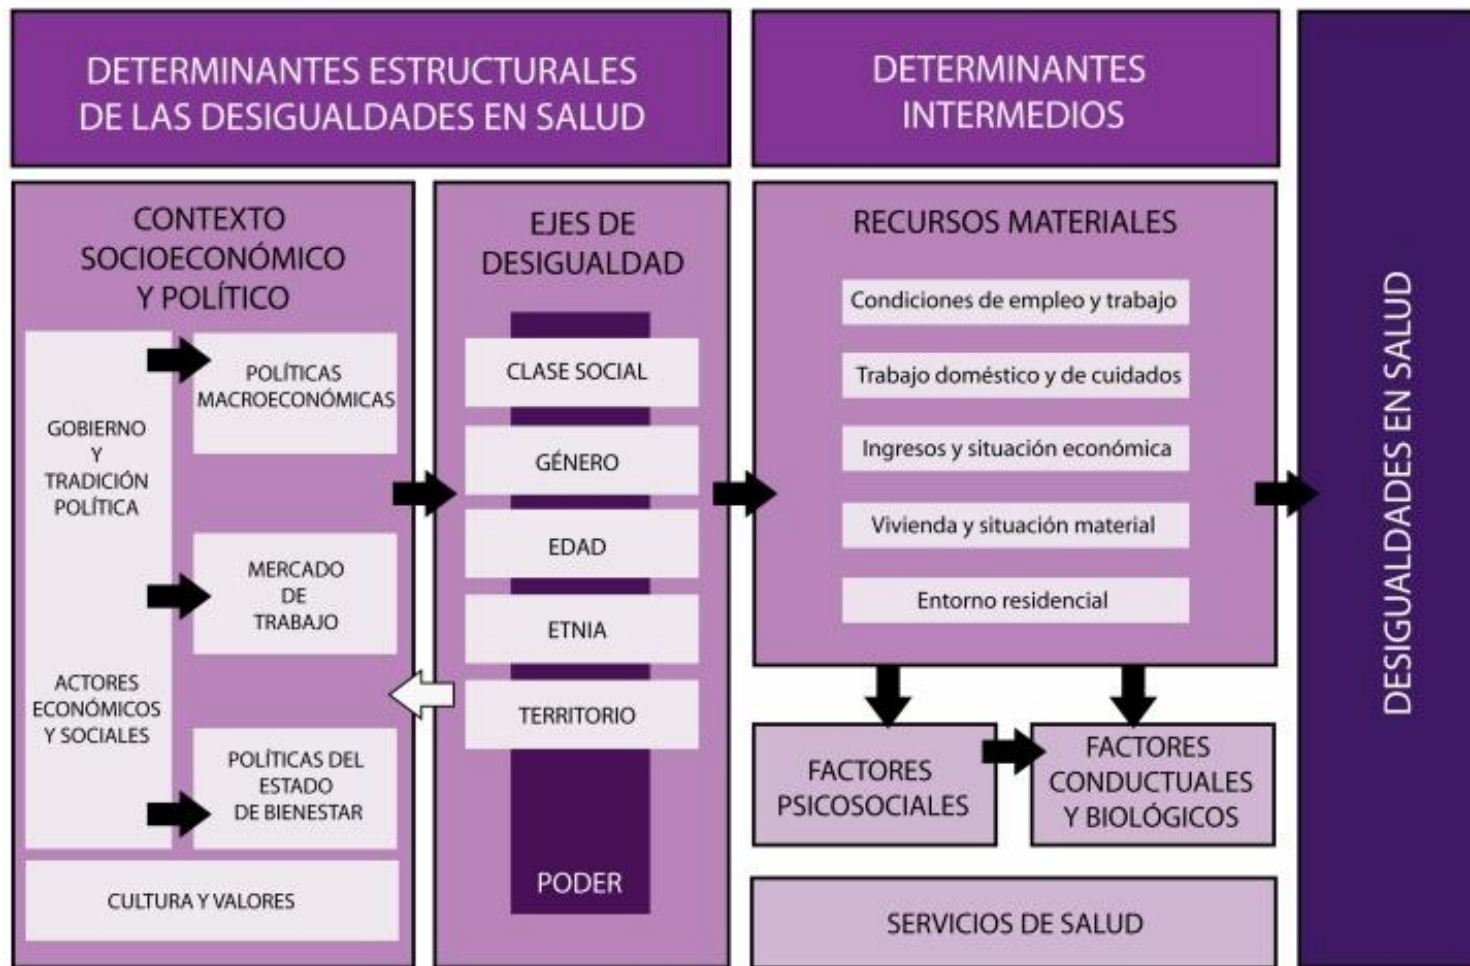 DETERMINANTES ESTRUCTURALES
DE LAS DESIGUALDADES EN SALUD
DETERMINANTES
INTERMEDIOS
CONTEXTO
SOCIOECONÓMICO
Y POLÍTICO
GOBIERNO
Y
TRADICIÓN
POLÍTICA
ACTORES
ECONÓMICOS
Y SOCIALES
POLÍTICAS
MACROECONÓMICAS
MERCADO
DE
TRABAJO
POLÍTICAS DEL
ESTADO
DE BIENESTAR
CULTURA Y VALORES
EJES DE
DESIGUALDAD
CLASE SOCIAL
GÉNERO
EDAD
ETNIA
TERRITORIO
PODER
RECURSOS MATERIALES
Condiciones de empleo y trabajo
Trabajo doméstico y de cuidados
Ingresos y situación económica
Vivienda y situación material
Entorno residencial
FACTORES
PSICOSOCIALES
FACTORES
CONDUCTUALES
Y BIOLÓGICOS
SERVICIOS DE SALUD
DESIGUALDADES EN SALUD